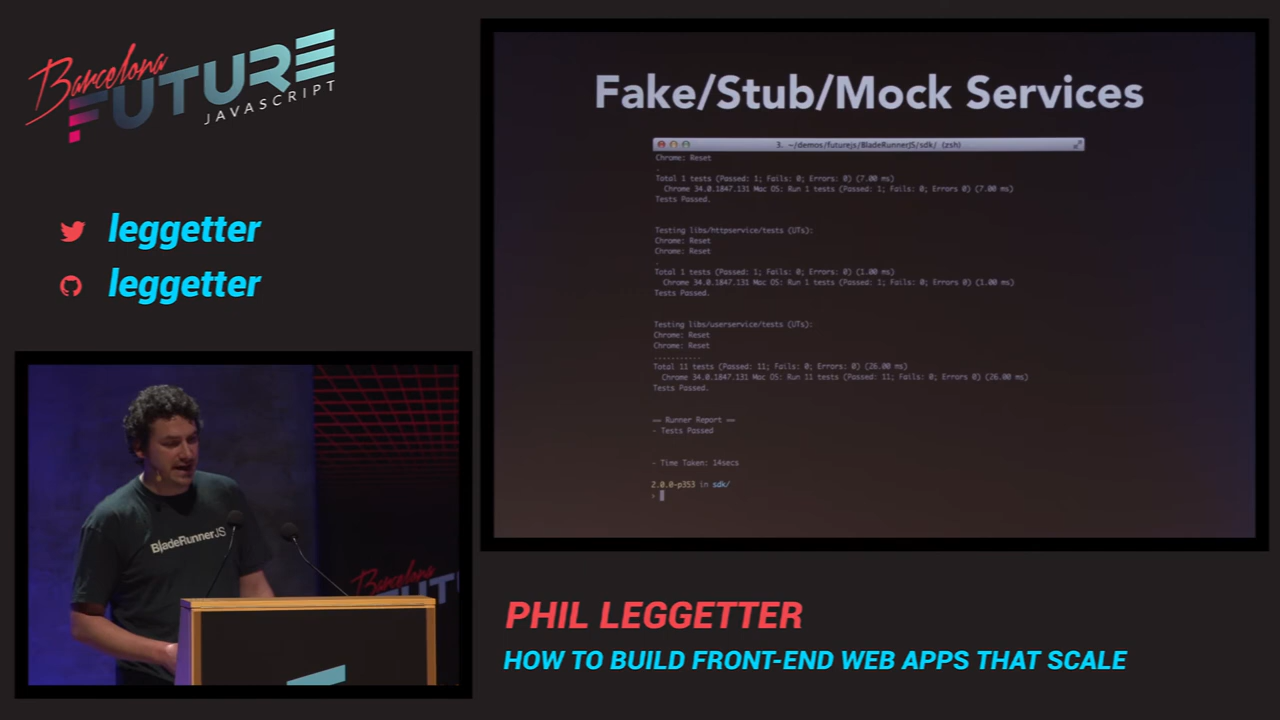 Barcelona
FUTURE
JAVASCRIPT
leggetter
leggetter
Fake/Stub/Mock Services
3. ~/demos/futurejs/BladeRunnerJS/sdk/ (zsh)
Chrome: Reset
.
Total 1 tests (Passed: 1; Fails: 0; Errors: 0) (7.00 ms)
Chrome 34.0.1847.131 Mac OS: Run 1 tests (Passed: 1; Fails: 0; Errors 0) (7.00 ms)
Tests Passed.
Testing libs/httpservice/tests (UTs):
Chrome: Reset
Chrome: Reset
.
Total 1 tests (Passed: 1; Fails: 0; Errors: 0) (1.00 ms)
Chrome 34.0.1847.131 Mac OS: Run 1 tests (Passed: 1; Fails: 0; Errors 0) (1.00 ms)
Tests Passed.
Testing libs/userservice/tests (UTs):
Chrome: Reset
Chrome: Reset
...........
Total 11 tests (Passed: 11; Fails: 0; Errors: 0) (26.00 ms)
Chrome 34.0.1847.131 Mac OS: Run 11 tests (Passed: 11; Fails: 0; Errors 0) (26.00 ms)
Tests Passed.
== Runner Report ==
- Tests Passed
- Time Taken: 14secs
2.0.0-p353 in sdk/
›
BladeRunnerJS
Barcelona
FUT
PHIL LEGGETTER
HOW TO BUILD FRONT-END WEB APPS THAT SCALE